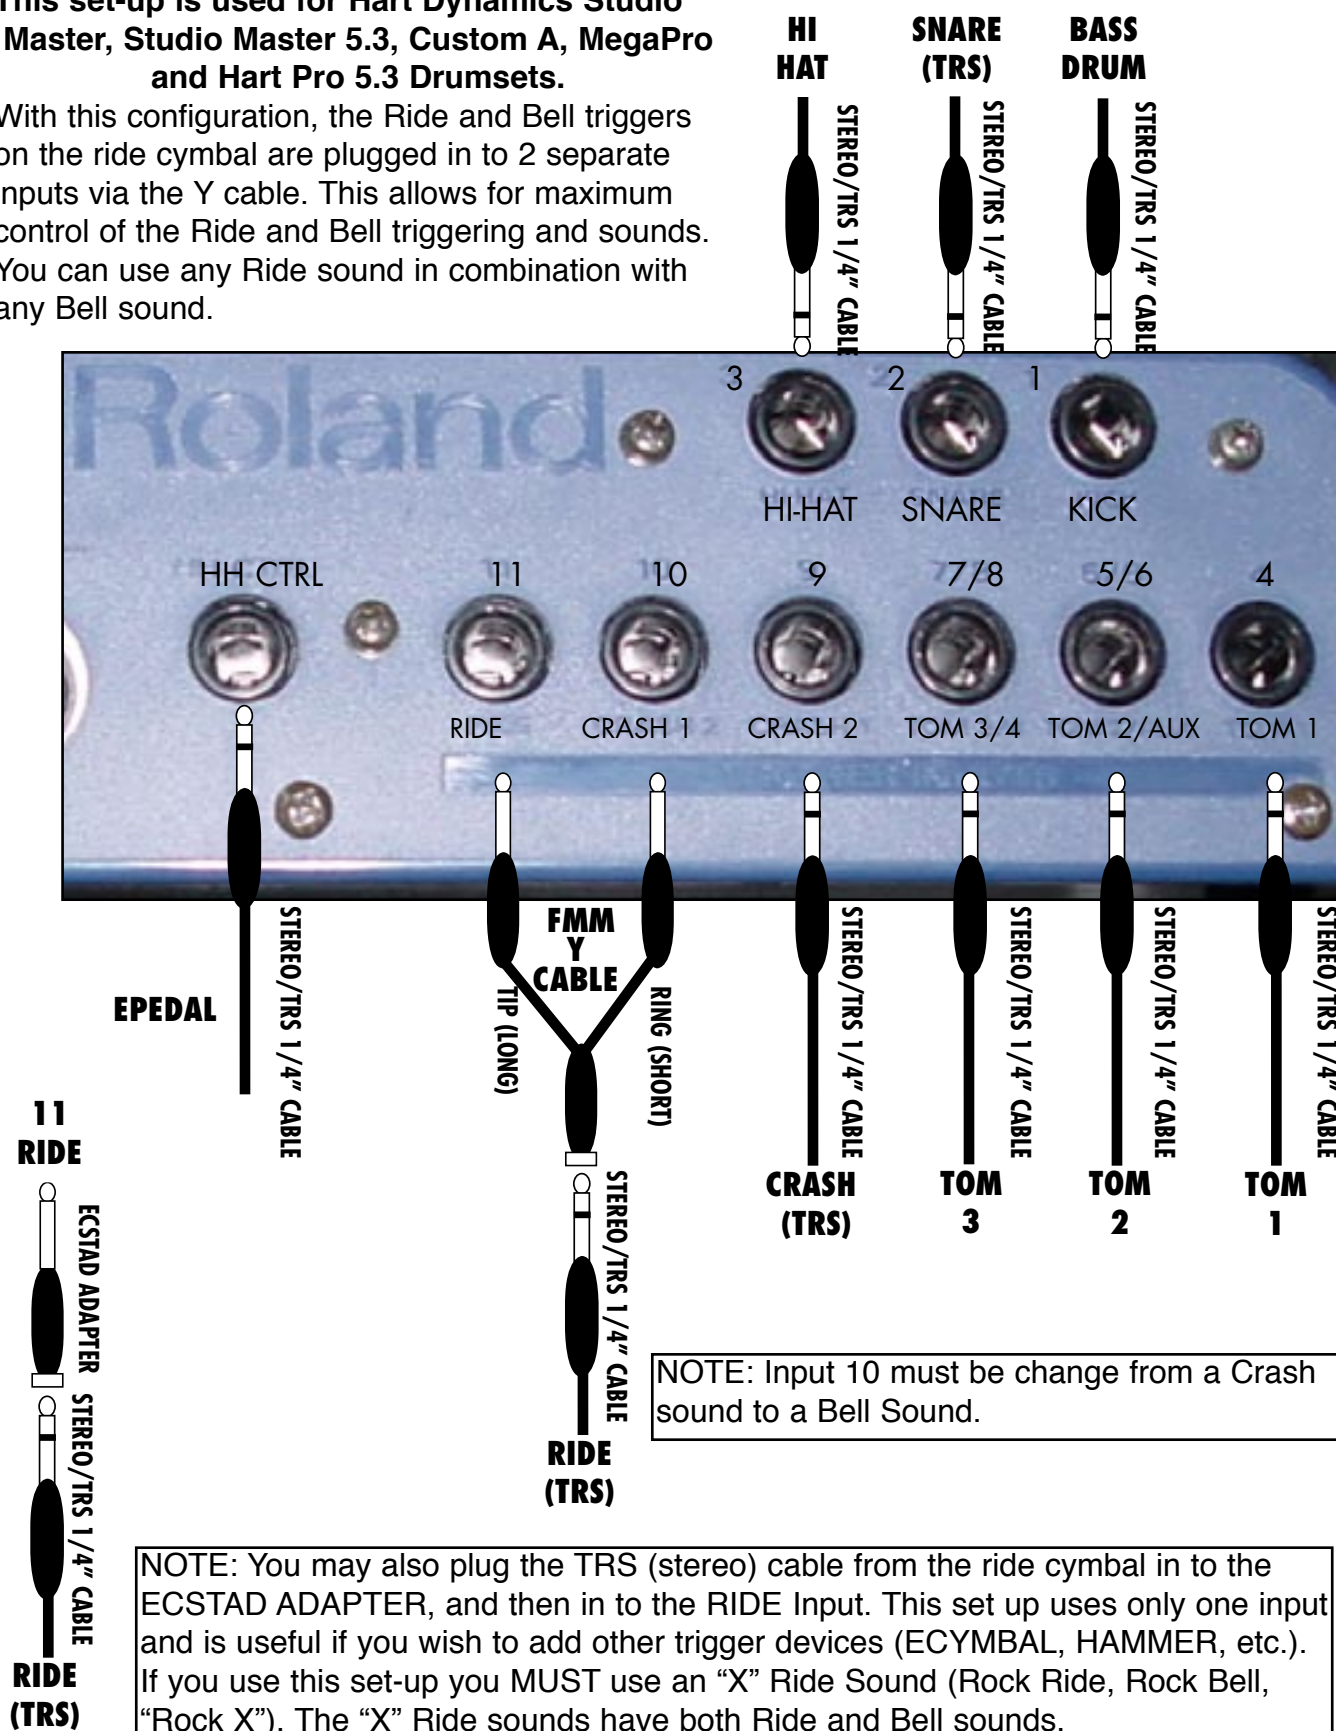 This set-up is used for Hart Dynamics Studio
Master, Studio Master 5.3, Custom A, MegaPro
and Hart Pro 5.3 Drumsets.
With this configuration, the Ride and Bell triggers
on the ride cymbal are plugged in to 2 separate
inputs via the Y cable. This allows for maximum
control of the Ride and Bell triggering and sounds.
You can use any Ride sound in combination with
any Bell sound.
HI
HAT
SNARE
(TRS)
BASS
DRUM
STEREO/TRS 1/4" CABLE
STEREO/TRS 1/4" CABLE
STEREO/TRS 1/4" CABLE
Roland
3
2
1
HI-HAT
SNARE
KICK
HH CTRL
11
10
9
7/8
5/6
4
RIDE
CRASH 1
CRASH 2
TOM 3/4
TOM 2/AUX
TOM 1
EPEDAL
STEREO/TRS 1/4" CABLE
FMM
Y
CABLE
TIP (LONG)
RING (SHORT)
STEREO/TRS 1/4" CABLE
STEREO/TRS 1/4" CABLE
STEREO/TRS 1/4" CABLE
STEREO/TRS 1/4" CABLE
CRASH
(TRS)
TOM
3
TOM
2
TOM
1
STEREO/TRS 1/4" CABLE
RIDE
(TRS)
11
RIDE
ECSTAD ADAPTER
STEREO/TRS 1/4" CABLE
RIDE
(TRS)
NOTE: Input 10 must be change from a Crash
sound to a Bell Sound.
NOTE: You may also plug the TRS (stereo) cable from the ride cymbal in to the
ECSTAD ADAPTER, and then in to the RIDE Input. This set up uses only one input
and is useful if you wish to add other trigger devices (ECYMBAL, HAMMER, etc.).
If you use this set-up you MUST use an “X” Ride Sound (Rock Ride, Rock Bell,
“Rock X”). The “X” Ride sounds have both Ride and Bell sounds.